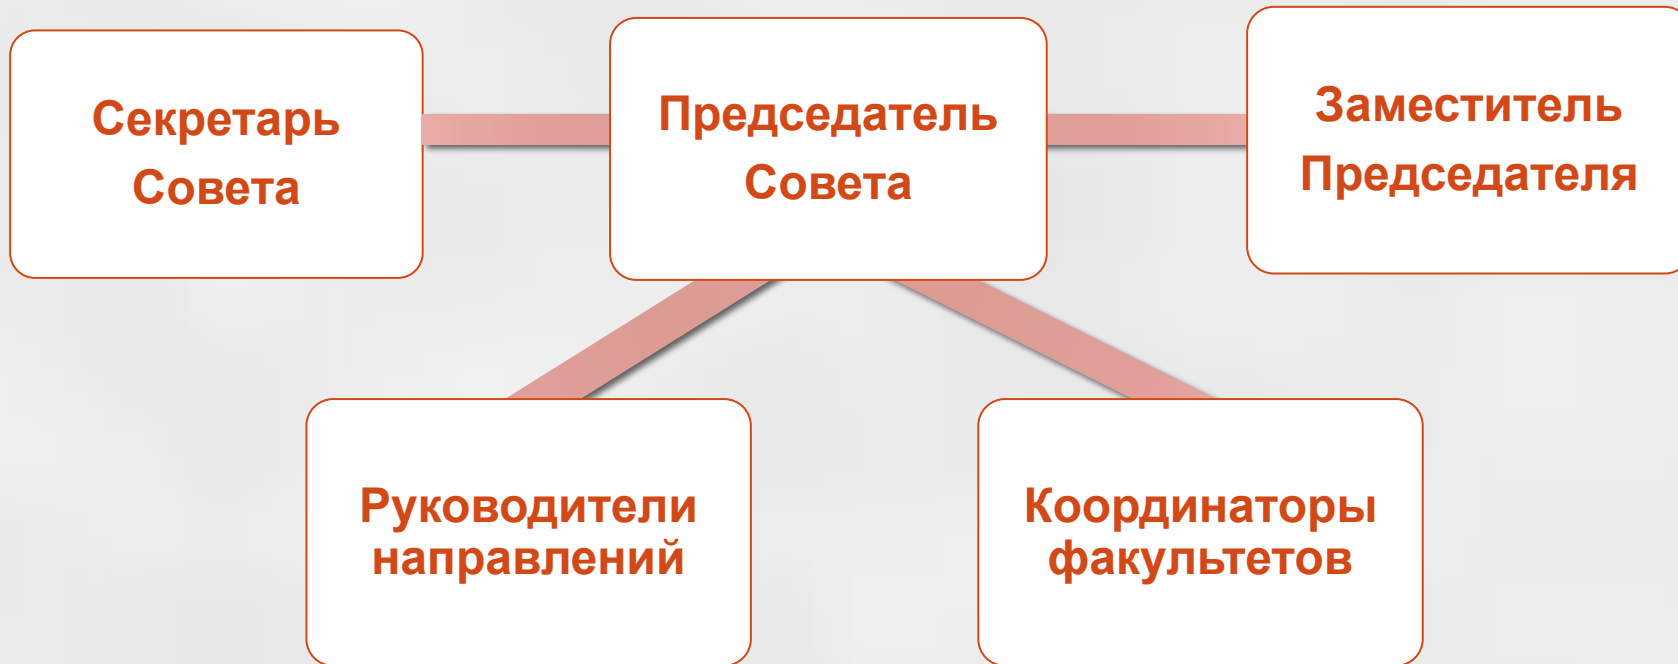 Секретарь
Совета
Председатель
Совета
Заместитель
Председателя
Руководители
направлений
Координаторы
факультетов